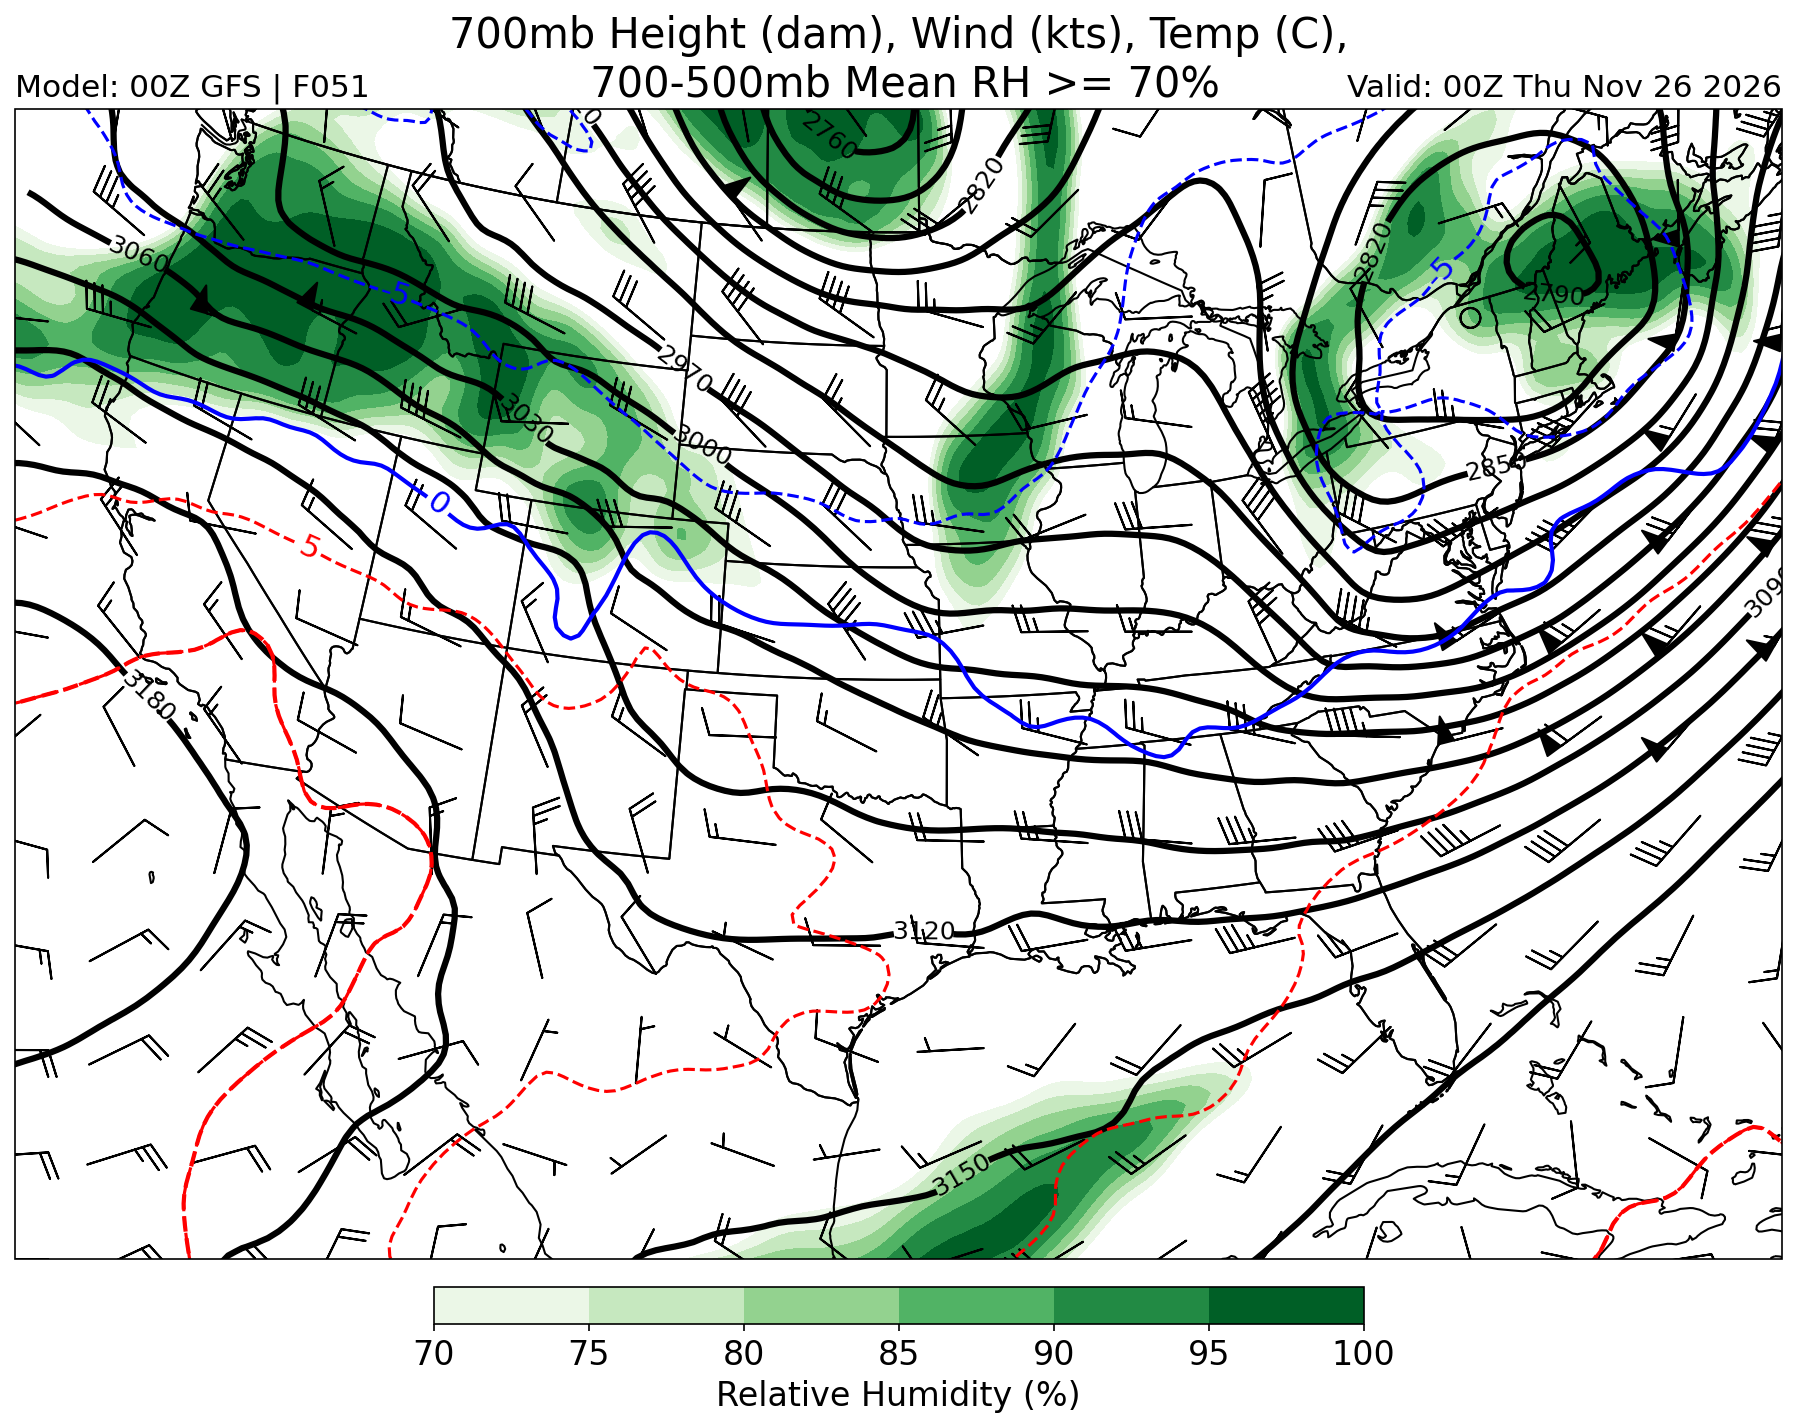 700mb Height (dam), Wind (kts), Temp (C),
Model: 00Z GFS | F051
700-500mb Mean RH >= 70%
Valid: 00Z Thu Nov 26 2026
2760
2820
3060
2820
5
5
2790
2970
3030
3000
2850
0
5
3090
3180
3120
3150
70 75 80 85 90 95 100
Relative Humidity (%)